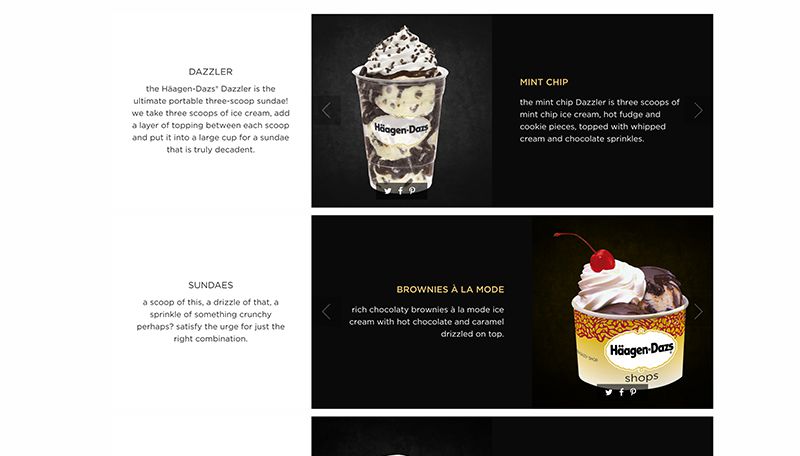 DAZZLER
the Häagen-Dazs® Dazzler is the
ultimate portable three-scoop sundae!
we take three scoops of ice cream, add
a layer of topping between each scoop
and put it into a large cup for a sundae
that is truly decadent.
Häagen-Dazs
MINT CHIP
the mint chip Dazzler is three scoops of
mint chip ice cream, hot fudge and
cookie pieces, topped with whipped
cream and chocolate sprinkles.
SUNDAES
a scoop of this, a drizzle of that, a
sprinkle of something crunchy
perhaps? satisfy the urge for just the
right combination.
BROWNIES À LA MODE
rich chocolaty brownies à la mode ice
cream with hot chocolate and caramel
drizzled on top.
Häagen-Dazs
shops